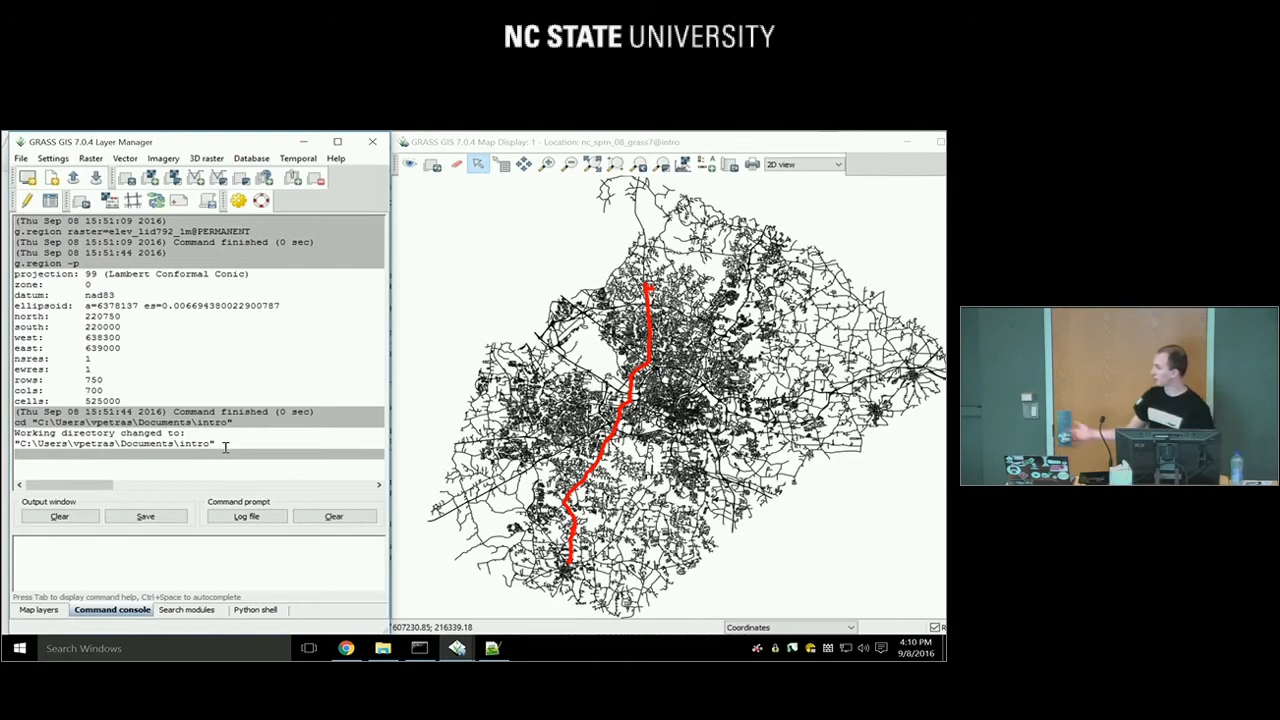 NC STATE UNIVERSITY
GRASS GIS 7.0.4 Layer Manager
File Settings Raster Vector Imagery 3D raster Database Temporal Help
(Thu Sep 08 15:51:09 2016)
g.region raster=elev_lid792_1m@PERMANENT
(Thu Sep 08 15:51:09 2016) Command finished (0 sec)
(Thu Sep 08 15:51:44 2016)
g.region -p
projection: 99 (Lambert Conformal Conic)
zone: 0
datum: nad83
ellipsoid: a=6378137 es=0.006694380022900787
north: 220750
south: 220000
west: 638300
east: 639000
nsres: 1
ewres: 1
rows: 750
cols: 700
cells: 525000
(Thu Sep 08 15:51:44 2016) Command finished (0 sec)
cd "C:\Users\vpetras\Documents\intro"
Working directory changed to:
"C:\Users\vpetras\Documents\intro"
Output window
Command prompt
Clear
Save
Log file
Clear
Press Tab to display command help, Ctrl+Space to autocomplete
Map layers
Command console
Search modules
Python shell
GRASS GIS 7.0.4 Map Display: 1 - Location: nc_spm_08_grass7@intro
2D view
607230.85; 216339.18
Coordinates
R
Search Windows
4:10 PM
9/8/2016